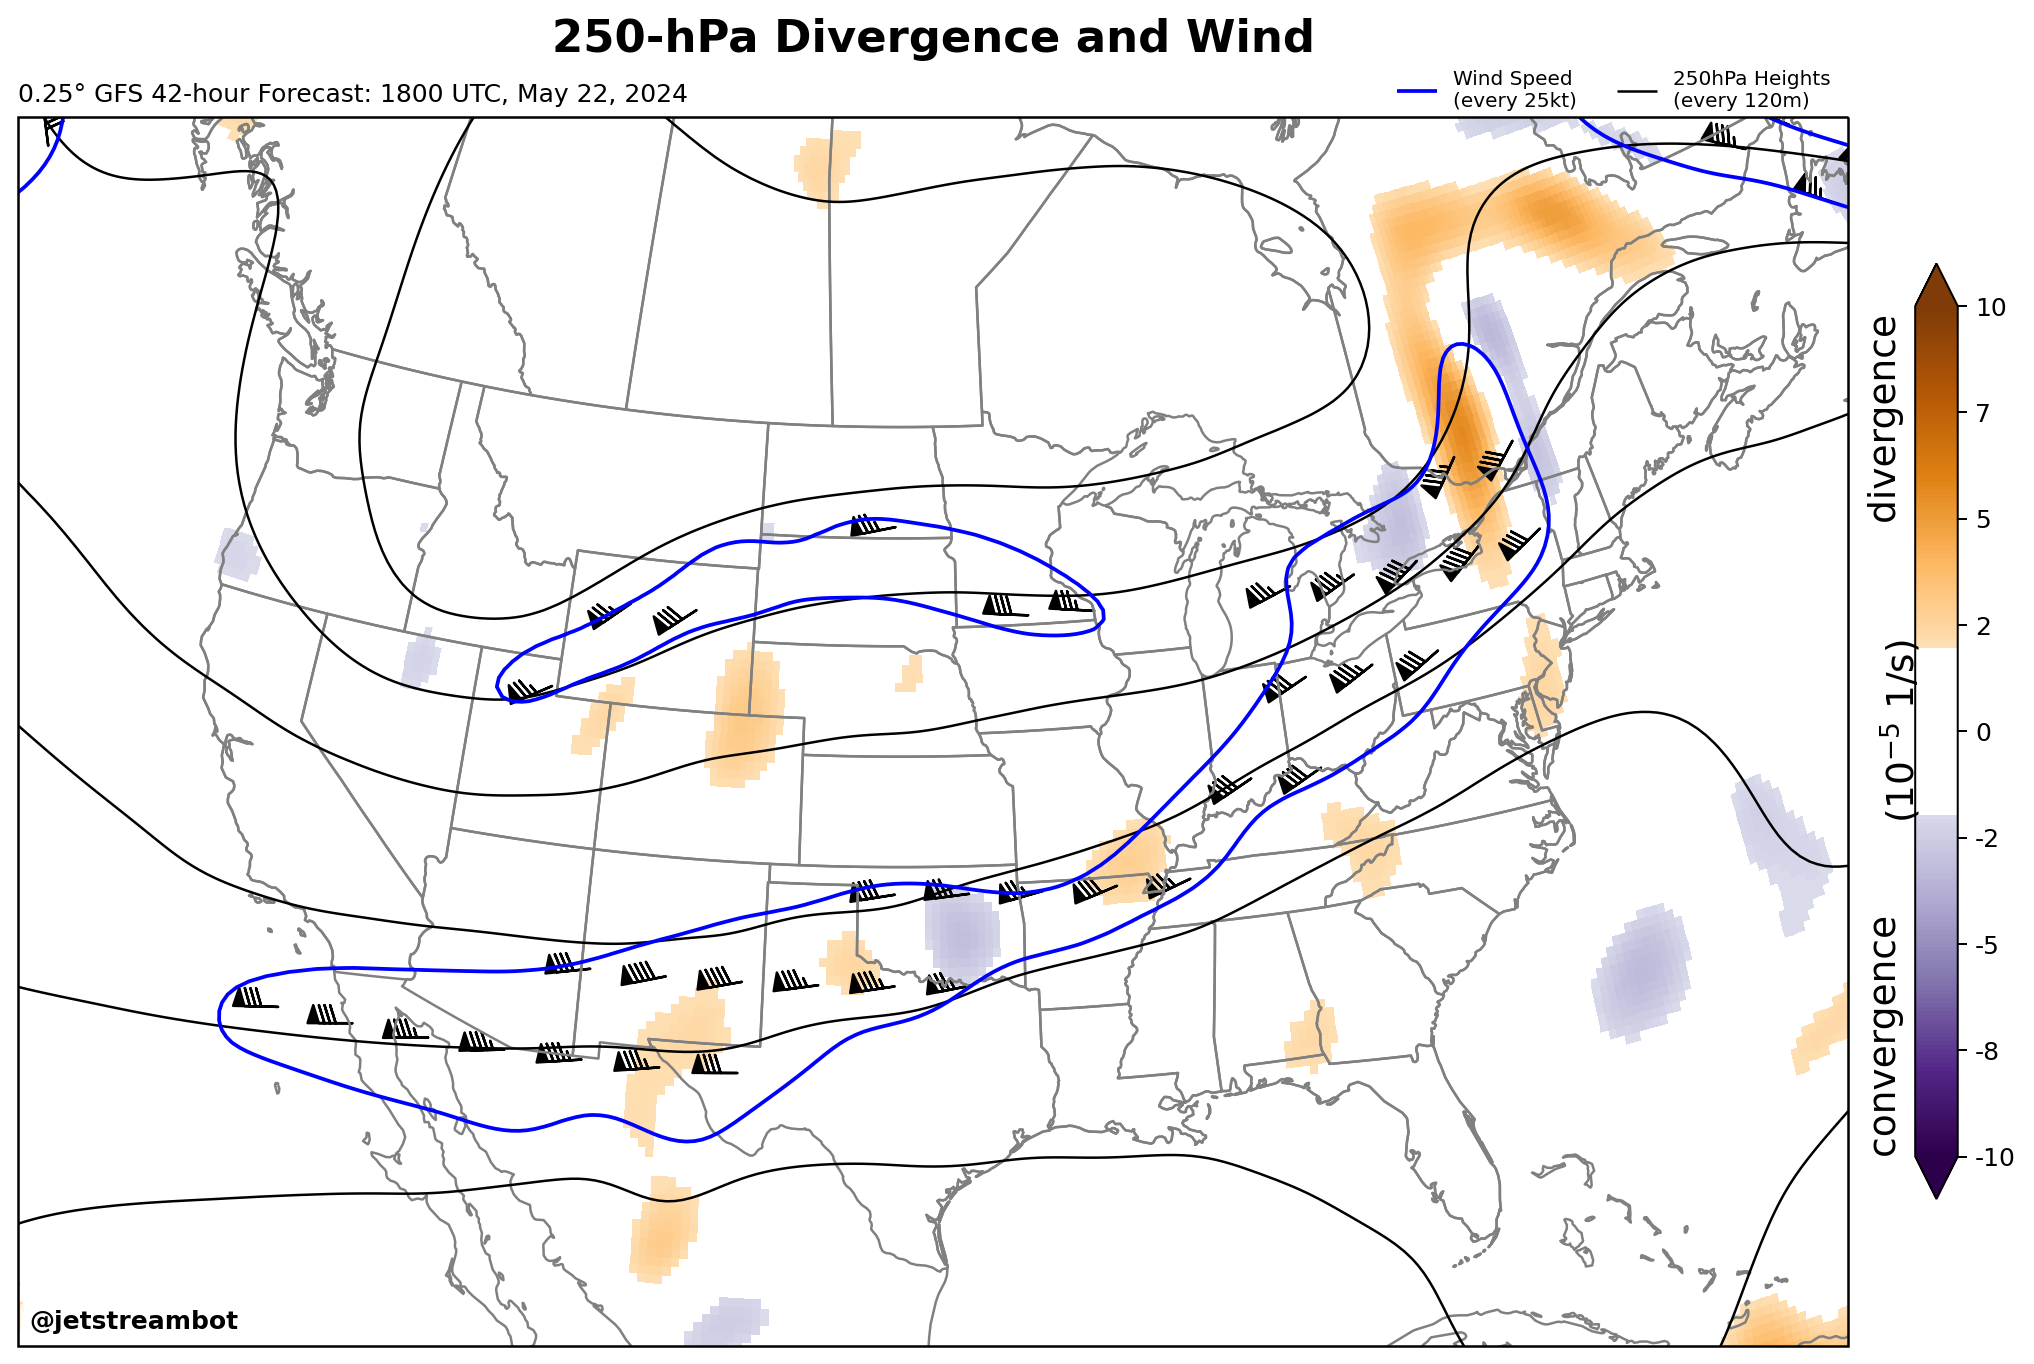 250-hPa Divergence and Wind
0.25° GFS 42-hour Forecast: 1800 UTC, May 22, 2024
Wind Speed
(every 25kt)
250hPa Heights
(every 120m)
10
7
5
2
0
-2
-5
-8
-10
divergence
(10⁻⁵ 1/s)
convergence
@jetstreambot